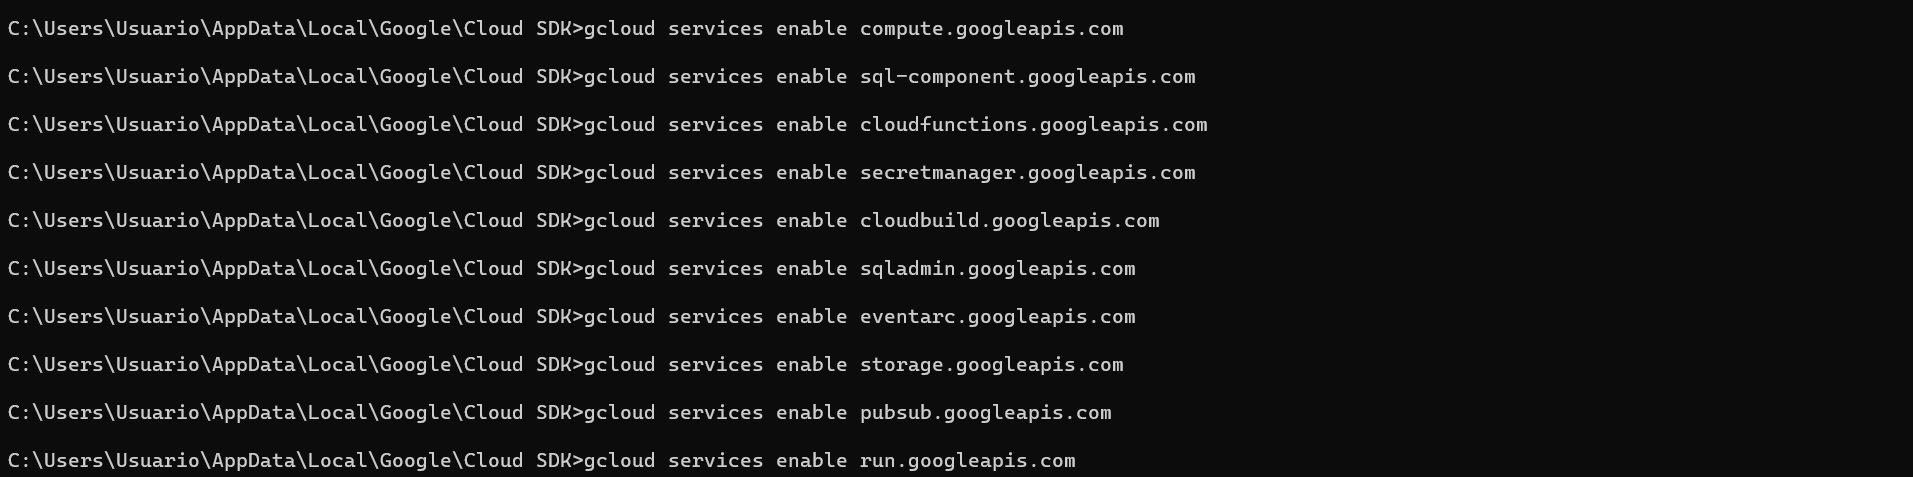 C:\Users\Usuario\AppData\Local\Google\Cloud SDK>gcloud services enable compute.googleapis.com
C:\Users\Usuario\AppData\Local\Google\Cloud SDK>gcloud services enable sql-component.googleapis.com
C:\Users\Usuario\AppData\Local\Google\Cloud SDK>gcloud services enable cloudfunctions.googleapis.com
C:\Users\Usuario\AppData\Local\Google\Cloud SDK>gcloud services enable secretmanager.googleapis.com
C:\Users\Usuario\AppData\Local\Google\Cloud SDK>gcloud services enable cloudbuild.googleapis.com
C:\Users\Usuario\AppData\Local\Google\Cloud SDK>gcloud services enable sqladmin.googleapis.com
C:\Users\Usuario\AppData\Local\Google\Cloud SDK>gcloud services enable eventarc.googleapis.com
C:\Users\Usuario\AppData\Local\Google\Cloud SDK>gcloud services enable storage.googleapis.com
C:\Users\Usuario\AppData\Local\Google\Cloud SDK>gcloud services enable pubsub.googleapis.com
C:\Users\Usuario\AppData\Local\Google\Cloud SDK>gcloud services enable run.googleapis.com